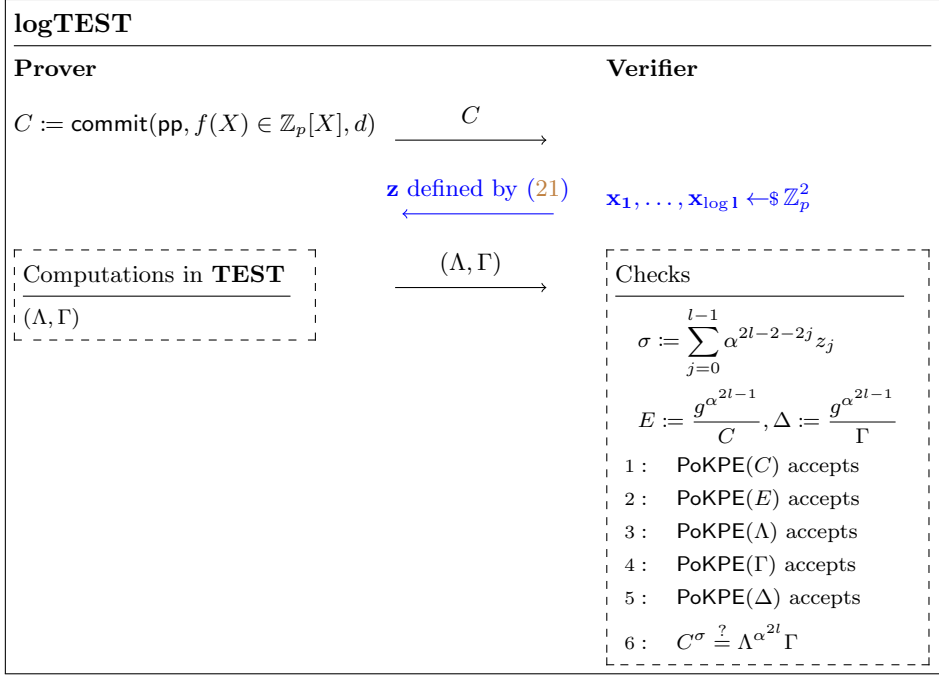 logTEST
Prover Verifier
C := commit(pp, f(X) ∈ ℤ_p[X], d) C
z defined by (21) x_1, . . . , x_{log l} ←$ ℤ_p^2
Computations in TEST (Λ, Γ) Checks
(Λ, Γ)
σ := ∑_{j=0}^{l−1} α^{2l−2−2j} z_j
E := g^{α^{2l−1}} / C, Δ := g^{α^{2l−1}} / Γ
1 : PoKPE(C) accepts
2 : PoKPE(E) accepts
3 : PoKPE(Λ) accepts
4 : PoKPE(Γ) accepts
5 : PoKPE(Δ) accepts
6 : C^σ ≟ Λ^{α^{2l}} Γ